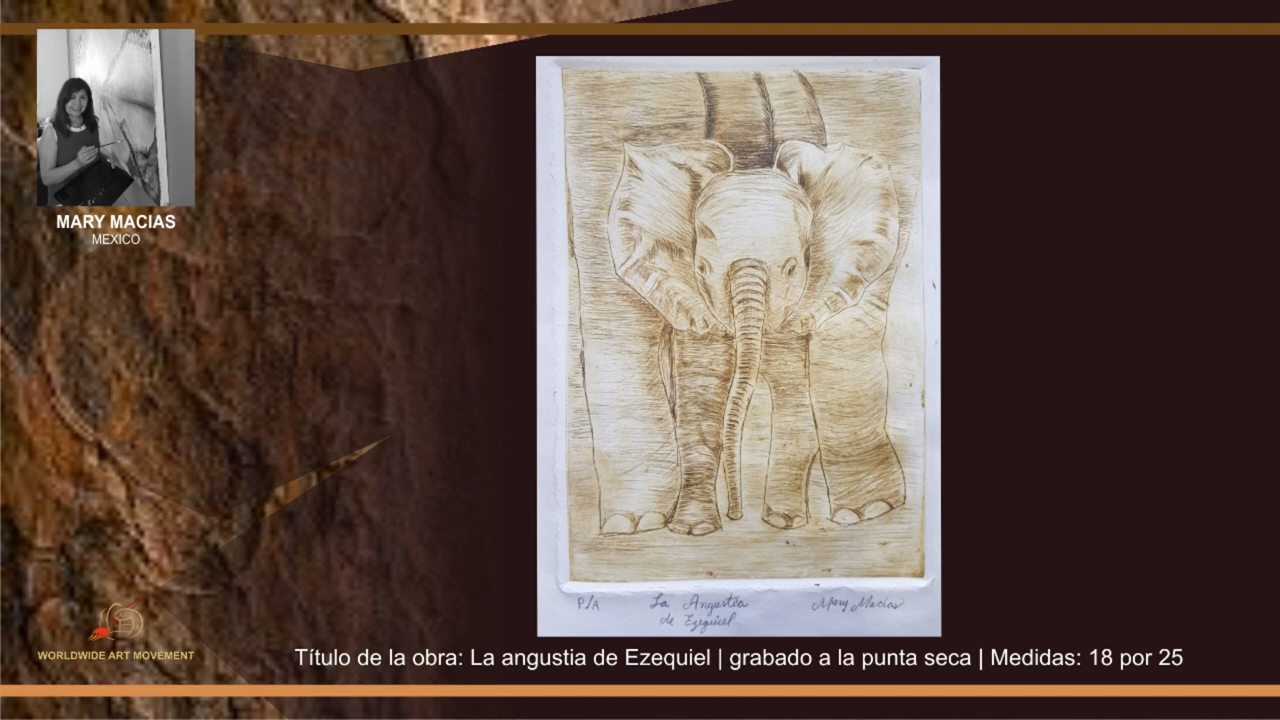 MARY MACIAS
MEXICO
P/A
La Angustia
de Ezequiel
Mary Macias
WORLDWIDE ART MOVEMENT
Título de la obra: La angustia de Ezequiel | grabado a la punta seca | Medidas: 18 por 25